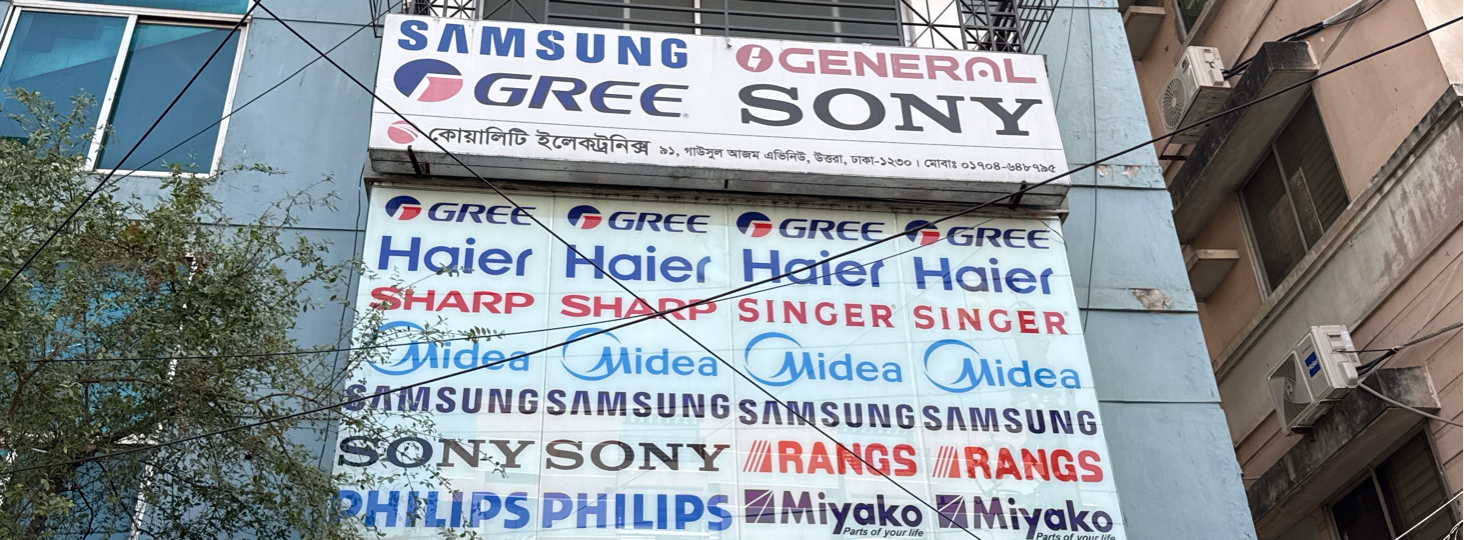 SAMSUNG GENERAL
GREE SONY
কোয়ালিটি ইলেকট্রনিক্স ৯১, গাউসুল আজম এভিনিউ, উত্তরা, ঢাকা-১২৩০। মোবাঃ ০১৭০৪-৬৪৮৭৯৫
GREE GREE GREE GREE
Haier Haier Haier Haier
SHARP SHARP SINGER SINGER
Midea Midea Midea Midea
SAMSUNG SAMSUNG SAMSUNG SAMSUNG
SONY SONY RANGS RANGS
PHILIPS PHILIPS Miyako Miyako
Parts of your life Parts of your life